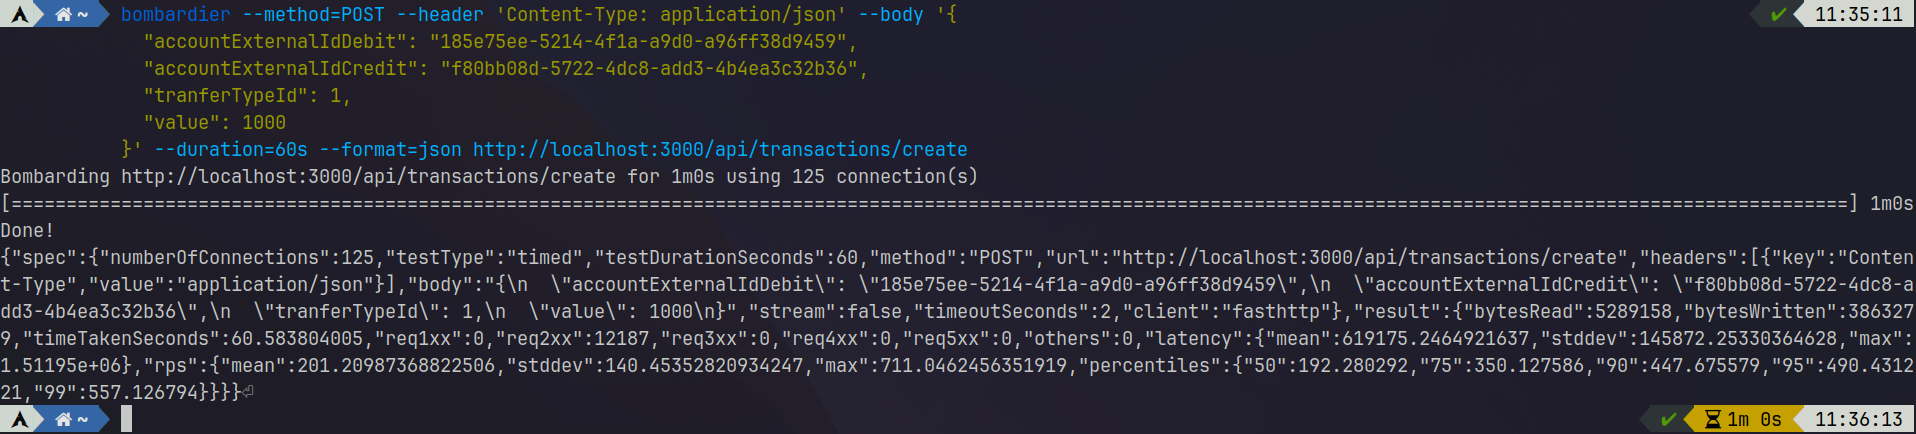 ~ bombardier --method=POST --header 'Content-Type: application/json' --body '{ ✔ 11:35:11
"accountExternalIdDebit": "185e75ee-5214-4f1a-a9d0-a96ff38d9459",
"accountExternalIdCredit": "f80bb08d-5722-4dc8-add3-4b4ea3c32b36",
"tranferTypeId": 1,
"value": 1000
}' --duration=60s --format=json http://localhost:3000/api/transactions/create
Bombarding http://localhost:3000/api/transactions/create for 1m0s using 125 connection(s)
[=======================================================================================================================================================================] 1m0s
Done!
{"spec":{"numberOfConnections":125,"testType":"timed","testDurationSeconds":60,"method":"POST","url":"http://localhost:3000/api/transactions/create","headers":[{"key":"Conten
t-Type","value":"application/json"}],"body":"{\n  \"accountExternalIdDebit\": \"185e75ee-5214-4f1a-a9d0-a96ff38d9459\",\n  \"accountExternalIdCredit\": \"f80bb08d-5722-4dc8-a
dd3-4b4ea3c32b36\",\n  \"tranferTypeId\": 1,\n  \"value\": 1000\n}","stream":false,"timeoutSeconds":2,"client":"fasthttp"},"result":{"bytesRead":5289158,"bytesWritten":386327
9,"timeTakenSeconds":60.583804005,"req1xx":0,"req2xx":12187,"req3xx":0,"req4xx":0,"req5xx":0,"others":0,"latency":{"mean":619175.2464921637,"stddev":145872.25330364628,"max":
1.51195e+06},"rps":{"mean":201.20987368822506,"stddev":140.45352820934247,"max":711.0462456351919,"percentiles":{"50":192.280292,"75":350.127586,"90":447.675579,"95":490.4312
21,"99":557.126794}}}}⏎
~ ✔ 1m 0s 11:36:13